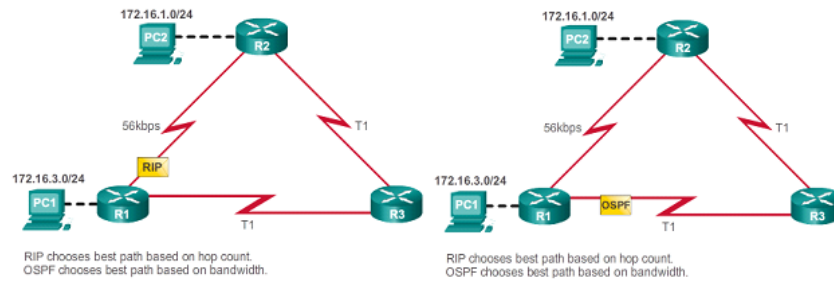 172.16.1.0/24
PC2
R2
56kbps
T1
RIP
172.16.3.0/24
PC1
R1
T1
R3
RIP chooses best path based on hop count.
OSPF chooses best path based on bandwidth.
172.16.1.0/24
PC2
R2
56kbps
T1
172.16.3.0/24
PC1
R1
OSPF
T1
R3
RIP chooses best path based on hop count.
OSPF chooses best path based on bandwidth.